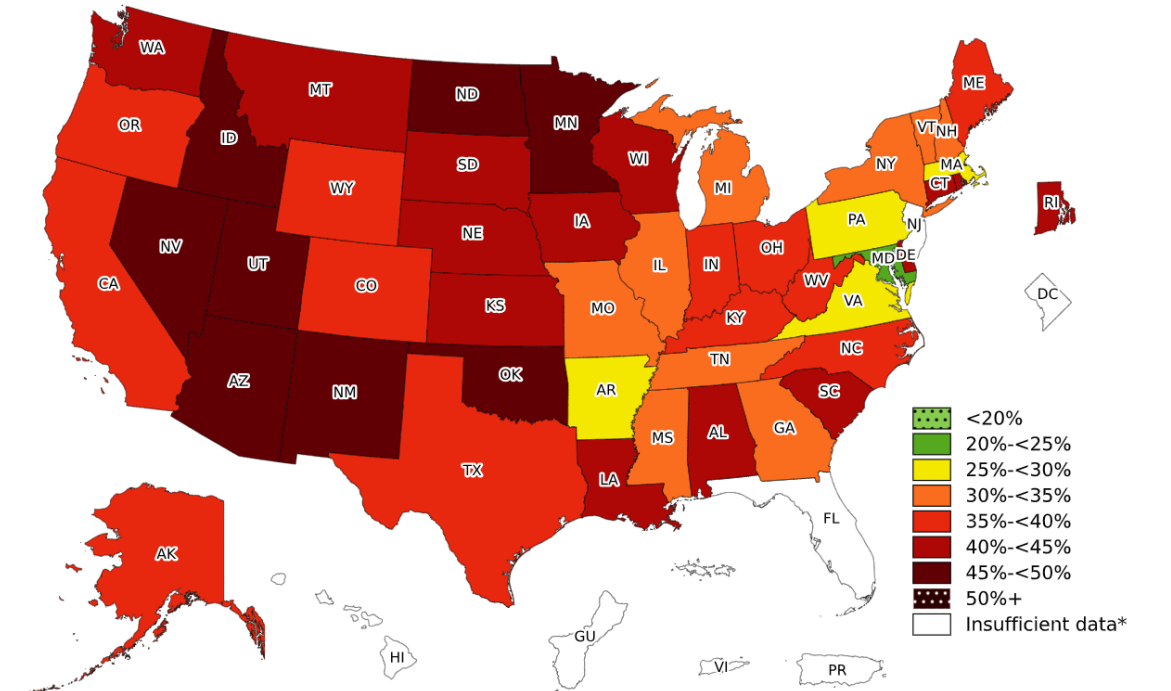 WA
MT
ND
MN
ME
OR
ID
SD
WI
VT
NH
WY
MI
NY
MA
CT
RI
NV
NE
IA
PA
NJ
CA
UT
CO
KS
IL
IN
OH
WV
MD
DE
VA
DC
MO
KY
NC
TN
AZ
NM
OK
AR
SC
TX
MS
AL
GA
LA
FL
AK
HI
GU
VI
PR
<20%
20%-<25%
25%-<30%
30%-<35%
35%-<40%
40%-<45%
45%-<50%
50%+
Insufficient data*